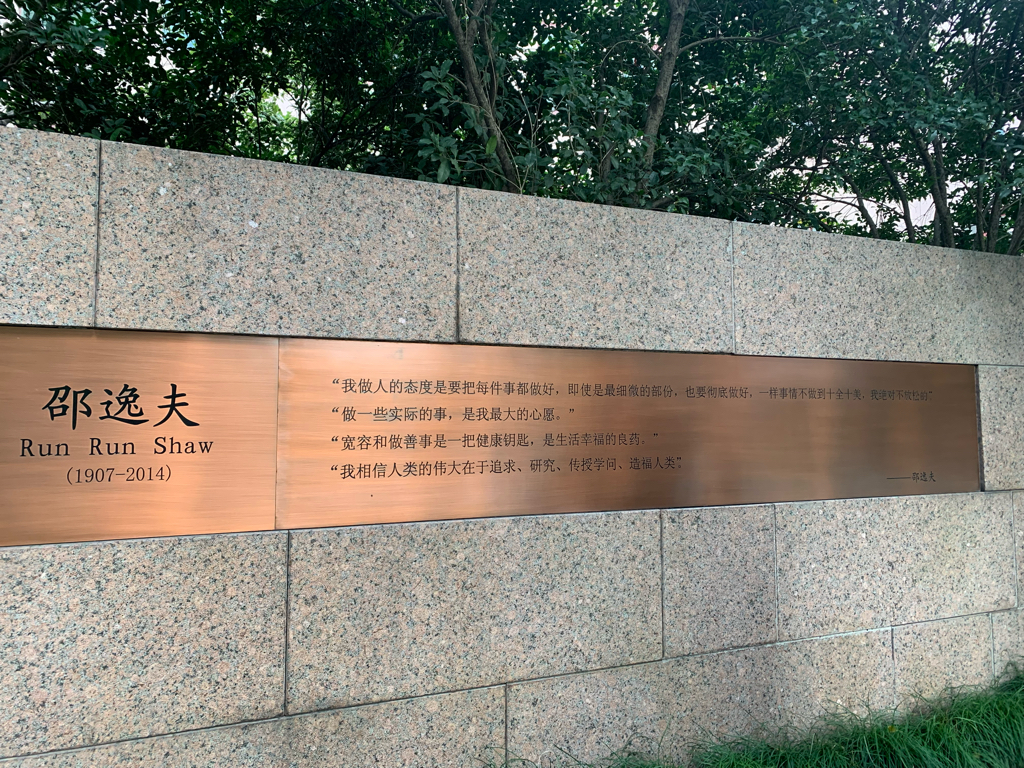 邵逸夫
Run Run Shaw
(1907-2014)
“我做人的态度是要把每件事都做好，即使是最细微的部份，也要彻底做好，一样事情不做到十全十美，我绝对不放松的”
“做一些实际的事，是我最大的心愿。”
“宽容和做善事是一把健康钥匙，是生活幸福的良药。”
“我相信人类的伟大在于追求、研究、传授学问、造福人类”
——邵逸夫